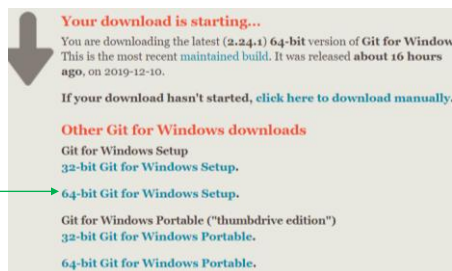 Your download is starting...
You are downloading the latest (2.24.1) 64-bit version of Git for Window
This is the most recent maintained build. It was released about 16 hours
ago, on 2019-12-10.
If your download hasn't started, click here to download manually.
Other Git for Windows downloads
Git for Windows Setup
32-bit Git for Windows Setup.
64-bit Git for Windows Setup.
Git for Windows Portable ("thumbdrive edition")
32-bit Git for Windows Portable.
64-bit Git for Windows Portable.